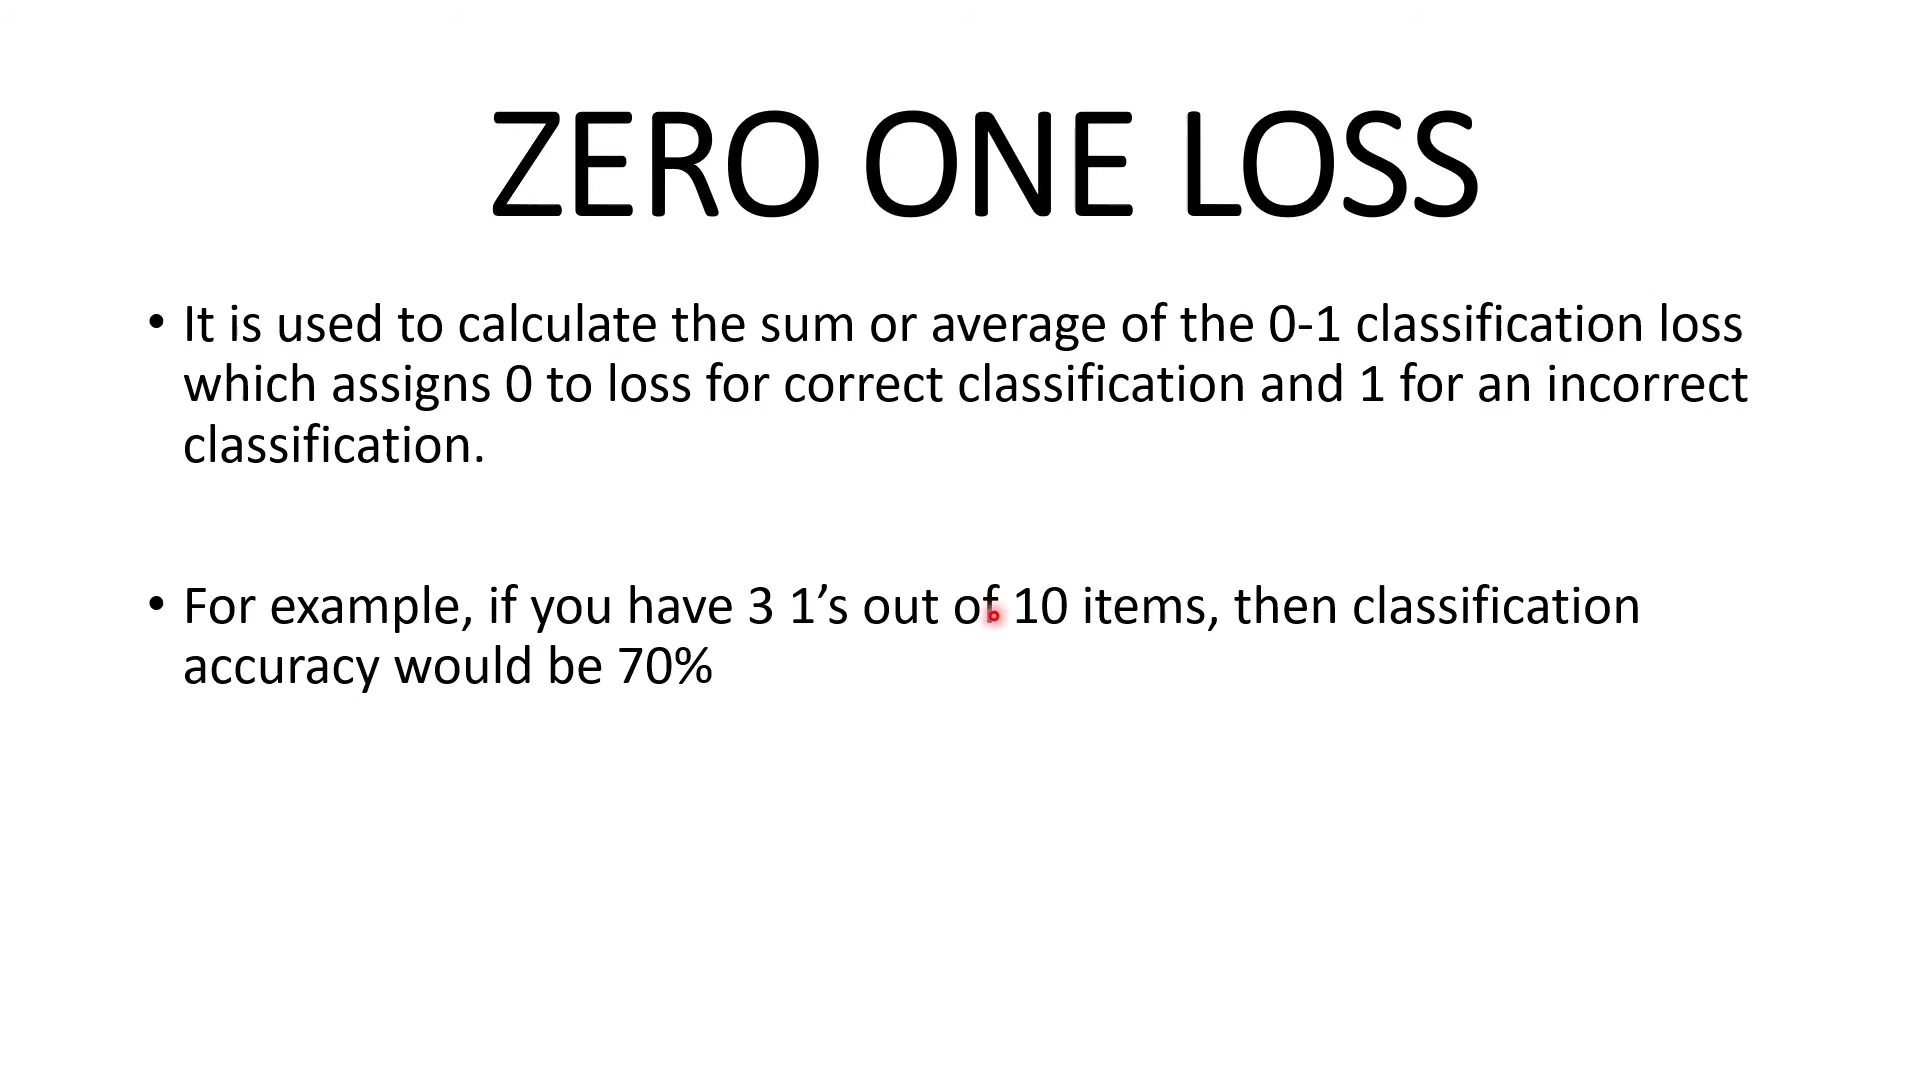 ZERO ONE LOSS
• It is used to calculate the sum or average of the 0-1 classification loss
which assigns 0 to loss for correct classification and 1 for an incorrect
classification.
• For example, if you have 3 1’s out of 10 items, then classification
accuracy would be 70%